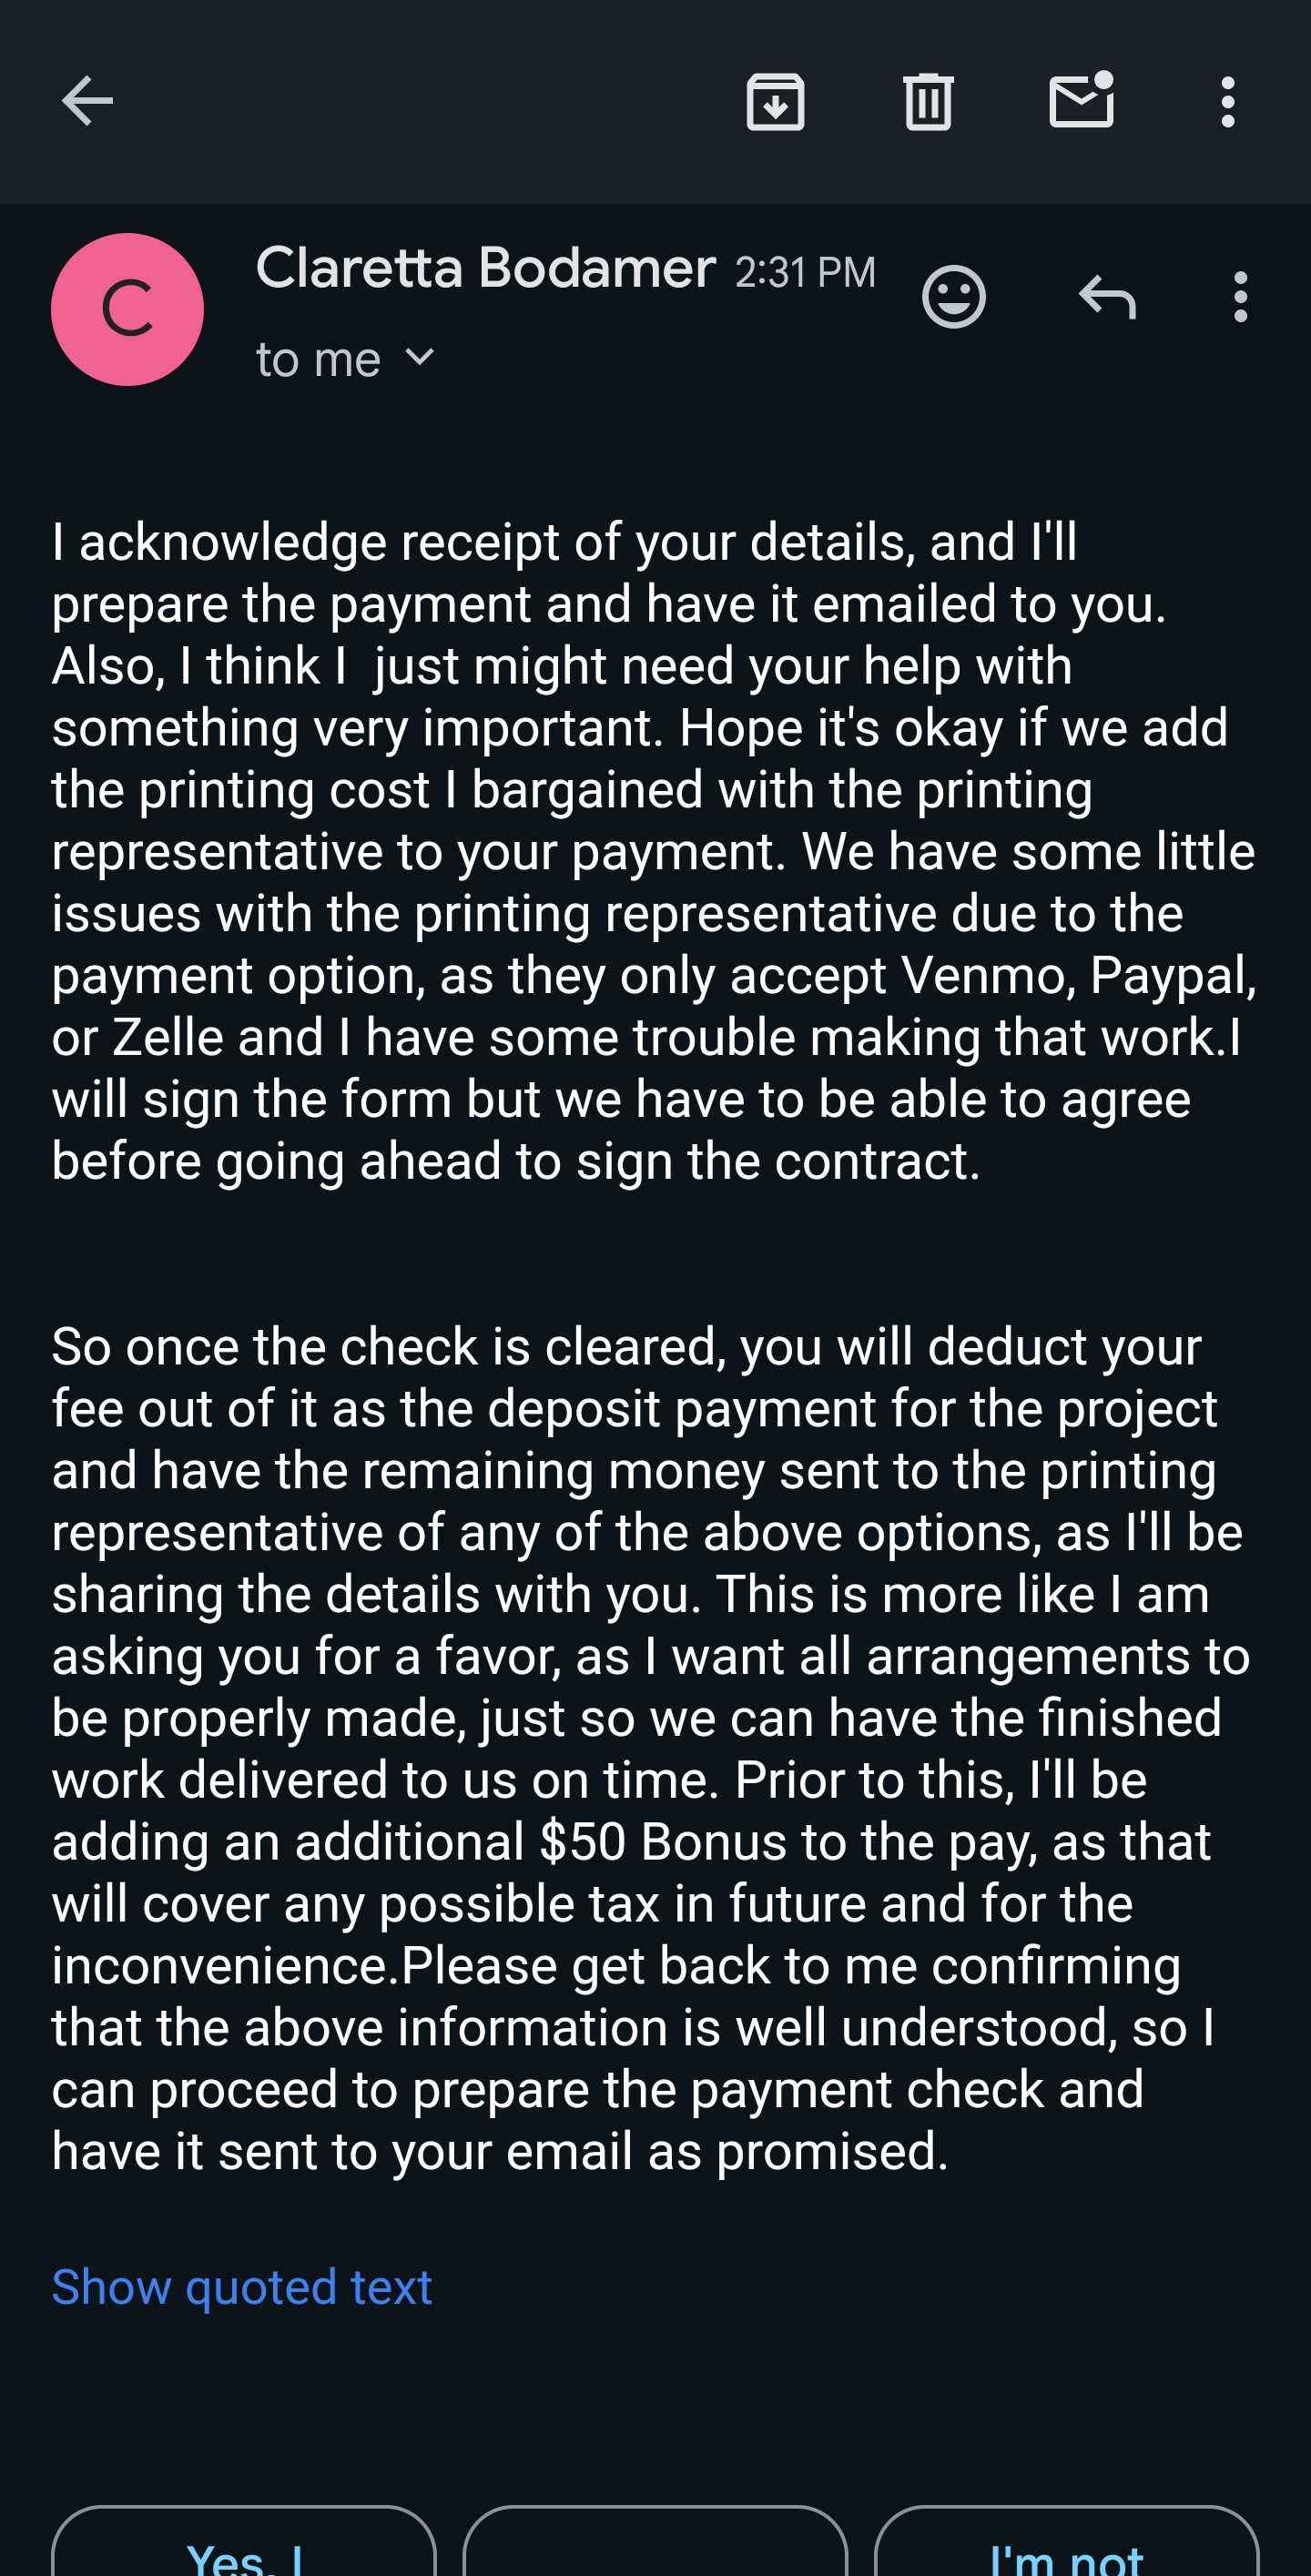 C
Claretta Bodamer 2:31 PM
to me
I acknowledge receipt of your details, and I'll
prepare the payment and have it emailed to you.
Also, I think I  just might need your help with
something very important. Hope it's okay if we add
the printing cost I bargained with the printing
representative to your payment. We have some little
issues with the printing representative due to the
payment option, as they only accept Venmo, Paypal,
or Zelle and I have some trouble making that work.I
will sign the form but we have to be able to agree
before going ahead to sign the contract.
So once the check is cleared, you will deduct your
fee out of it as the deposit payment for the project
and have the remaining money sent to the printing
representative of any of the above options, as I'll be
sharing the details with you. This is more like I am
asking you for a favor, as I want all arrangements to
be properly made, just so we can have the finished
work delivered to us on time. Prior to this, I'll be
adding an additional $50 Bonus to the pay, as that
will cover any possible tax in future and for the
inconvenience.Please get back to me confirming
that the above information is well understood, so I
can proceed to prepare the payment check and
have it sent to your email as promised.
Show quoted text
Yes, I
I'm not